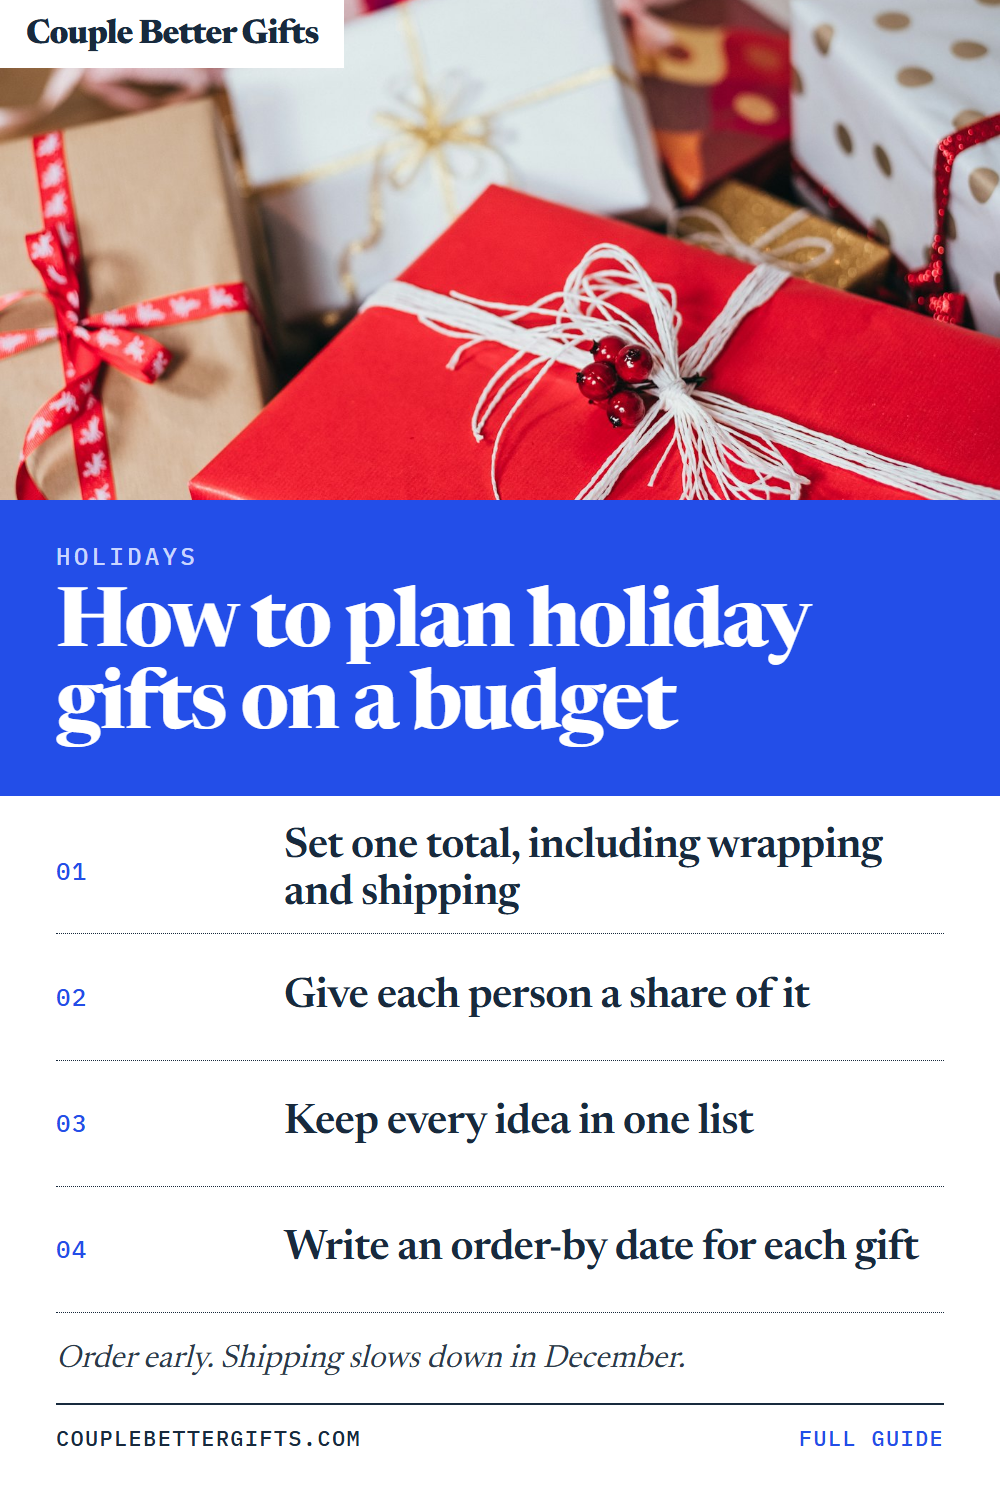 Couple Better Gifts
HOLIDAYS
How to plan holiday
gifts on a budget
01
Set one total, including wrapping
and shipping
02
Give each person a share of it
03
Keep every idea in one list
04
Write an order-by date for each gift
Order early. Shipping slows down in December.
COUPLEBETTERGIFTS.COM
FULL GUIDE